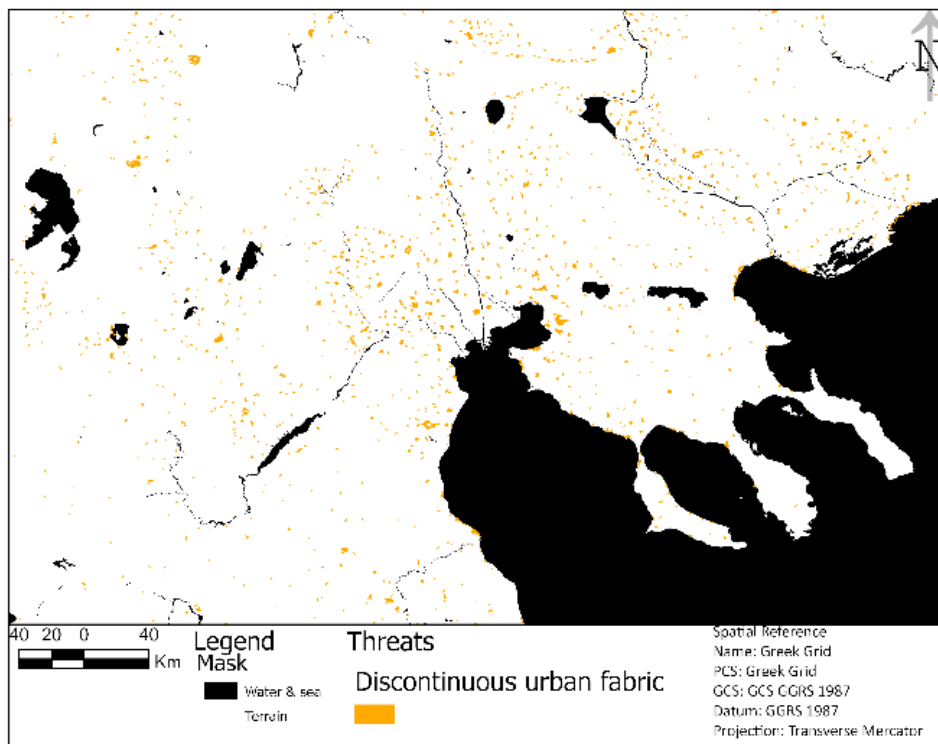 N
40 20 0 40
Km
Legend
Mask
Water & sea
Terrain
Threats
Discontinuous urban fabric
Spatial Reference
Name: Greek Grid
PCS: Greek Grid
GCS: GCS GGRS 1987
Datum: GGRS 1987
Projection: Transverse Mercator